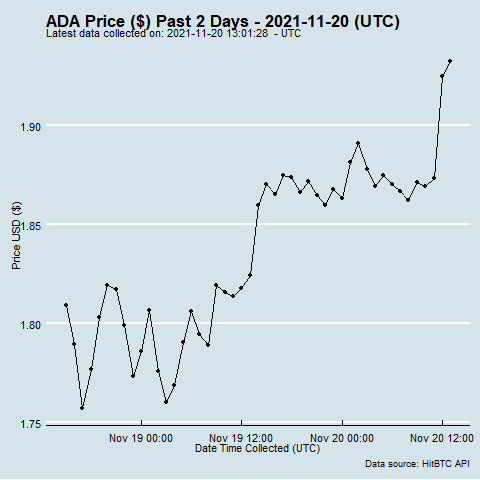 ADA Price ($) Past 2 Days - 2021-11-20 (UTC)
Latest data collected on: 2021-11-20 13:01:28 - UTC
1.90
1.85
1.80
1.75
Price USD ($)
Nov 19 00:00 Nov 19 12:00 Nov 20 00:00 Nov 20 12:00
Date Time Collected (UTC)
Data source: HitBTC API